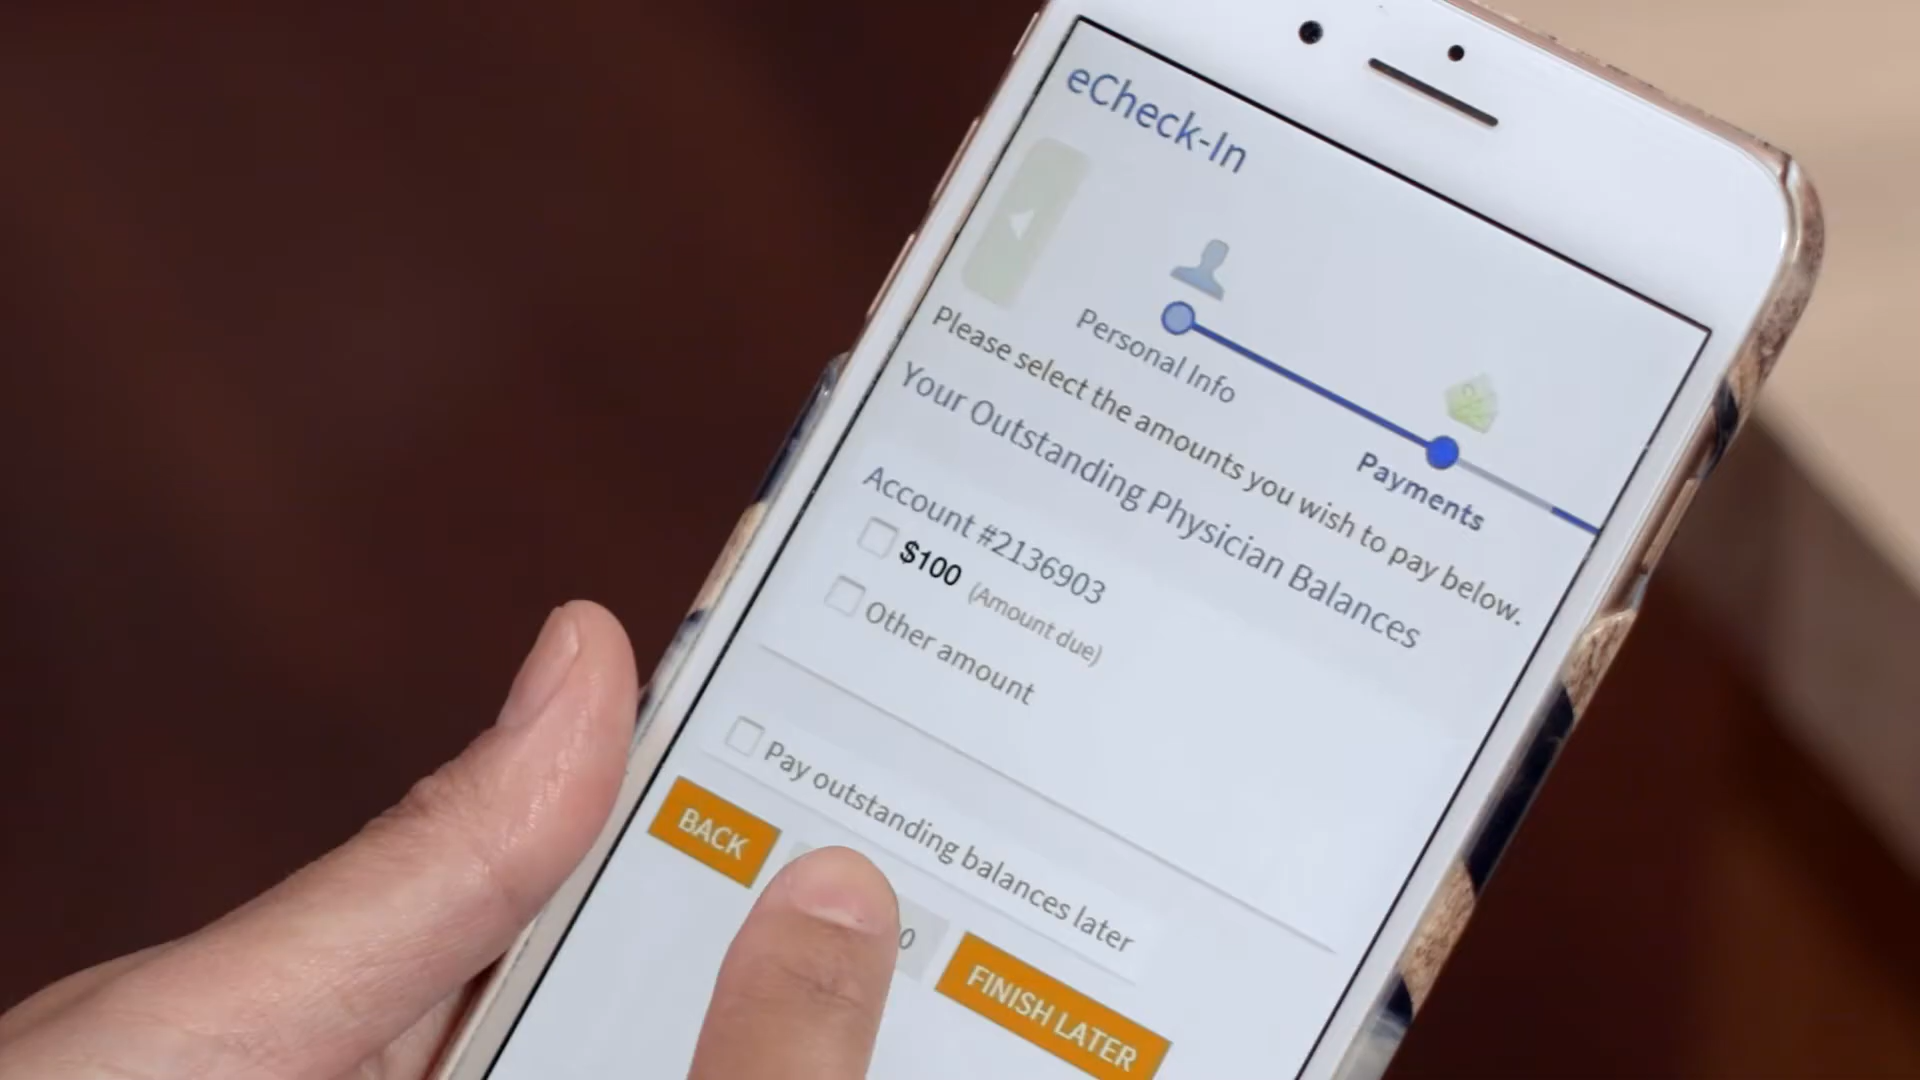 eCheck-In
Personal Info
Payments
Please select the amounts you wish to pay below.
Your Outstanding Physician Balances
Account #2136903
$100 (Amount due)
Other amount
Pay outstanding balances later
BACK
0
FINISH LATER